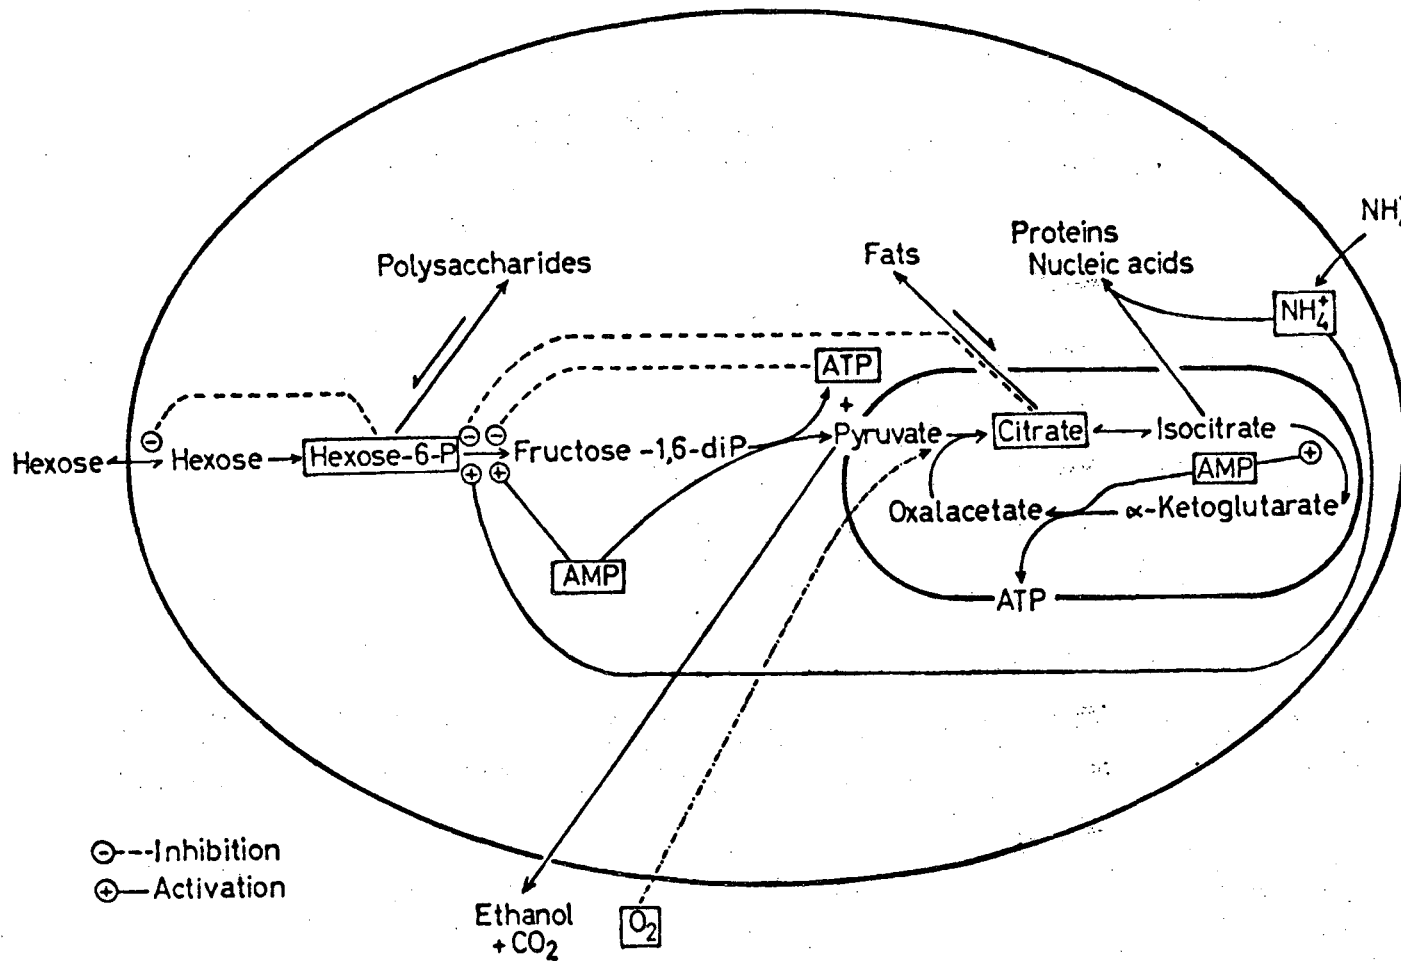 NH
Proteins
Nucleic acids
Fats
Polysaccharides
NH₄⁺
ATP
+
Hexose
Hexose
Hexose-6-P
Fructose-1,6-diP
Pyruvate
Citrate
Isocitrate
AMP
Oxalacetate
α-Ketoglutarate
AMP
ATP
⊖---Inhibition
⊕—Activation
Ethanol
+CO₂
O₂